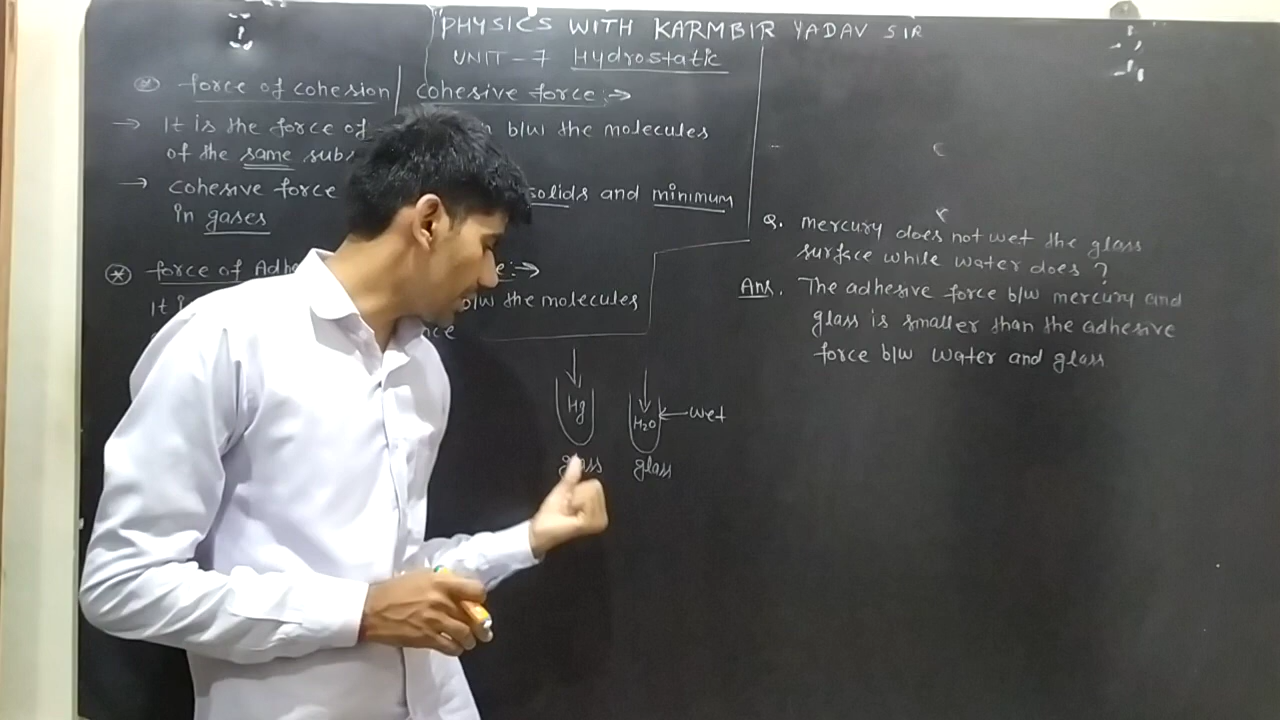 PHYSICS WITH KARMBIR YADAV SIR
UNIT - 7 Hydrostatic
force of cohesion | cohesive force :→
→ It is the force of b/w the molecules
of the same
→ cohesive force solids and minimum
in gases
force of :→
It b/w the molecules
Hg
glass
H2O
wet
glass
Q. mercury does not wet the glass
surface while water does ?
Ans. The adhesive force b/w mercury and
glass is smaller than the adhesive
force b/w water and glass